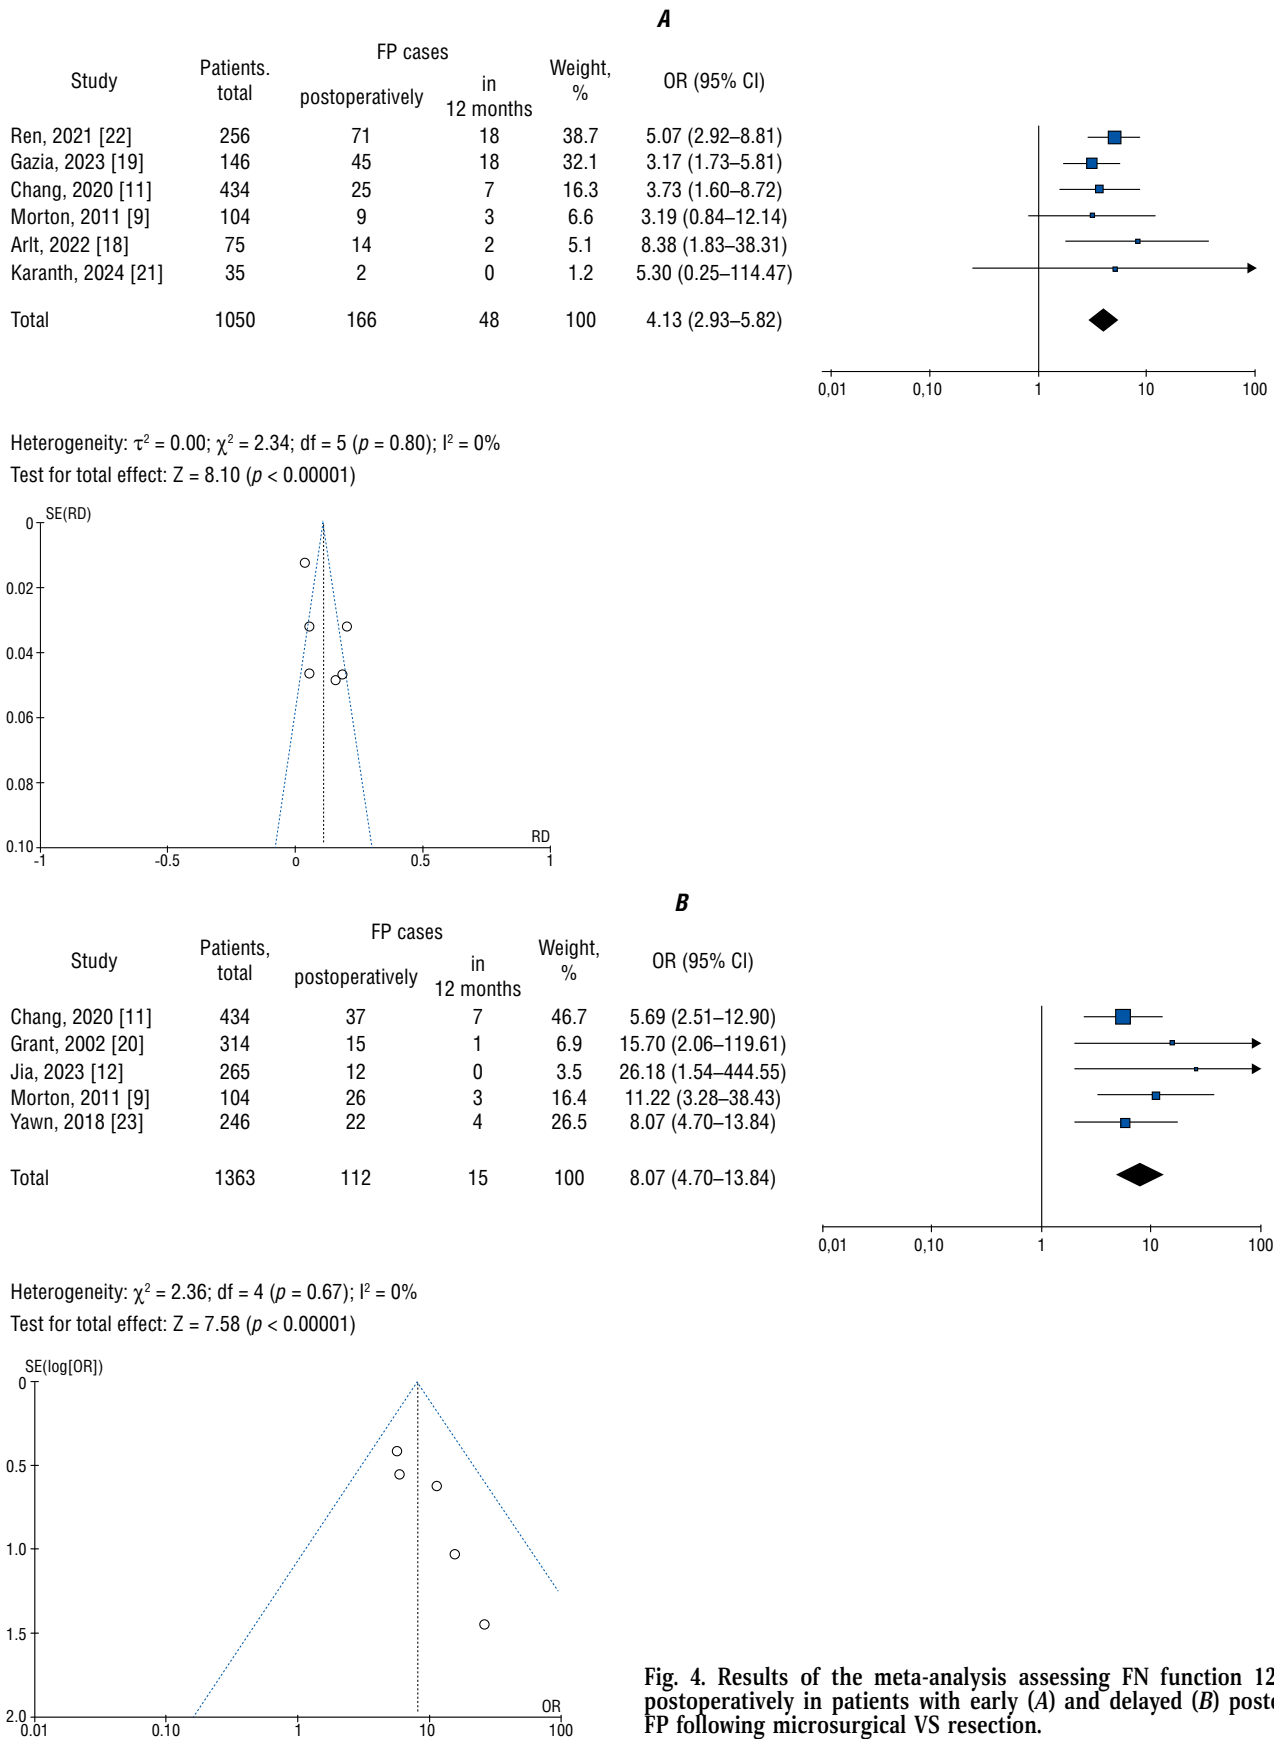 A
FP cases
Study Patients. total postoperatively in 12 months Weight, % OR (95% CI)
Ren, 2021 [22] 256 71 18 38.7 5.07 (2.92–8.81)
Gazia, 2023 [19] 146 45 18 32.1 3.17 (1.73–5.81)
Chang, 2020 [11] 434 25 7 16.3 3.73 (1.60–8.72)
Morton, 2011 [9] 104 9 3 6.6 3.19 (0.84–12.14)
Arlt, 2022 [18] 75 14 2 5.1 8.38 (1.83–38.31)
Karanth, 2024 [21] 35 2 0 1.2 5.30 (0.25–114.47)
Total 1050 166 48 100 4.13 (2.93–5.82)
0,01 0,10 1 10 100
Heterogeneity: τ² = 0.00; χ² = 2.34; df = 5 (p = 0.80); I² = 0%
Test for total effect: Z = 8.10 (p < 0.00001)
SE(RD)
0
0.02
0.04
0.06
0.08
0.10
RD
-1 -0.5 0 0.5 1
B
FP cases
Study Patients, total postoperatively in 12 months Weight, % OR (95% CI)
Chang, 2020 [11] 434 37 7 46.7 5.69 (2.51–12.90)
Grant, 2002 [20] 314 15 1 6.9 15.70 (2.06–119.61)
Jia, 2023 [12] 265 12 0 3.5 26.18 (1.54–444.55)
Morton, 2011 [9] 104 26 3 16.4 11.22 (3.28–38.43)
Yawn, 2018 [23] 246 22 4 26.5 8.07 (4.70–13.84)
Total 1363 112 15 100 8.07 (4.70–13.84)
0,01 0,10 1 10 100
Heterogeneity: χ² = 2.36; df = 4 (p = 0.67); I² = 0%
Test for total effect: Z = 7.58 (p < 0.00001)
SE(log[OR])
0
0.5
1.0
1.5
2.0
OR
0.01 0.10 1 10 100
Fig. 4. Results of the meta-analysis assessing FN function 12
postoperatively in patients with early (A) and delayed (B)
FP following microsurgical VS resection.